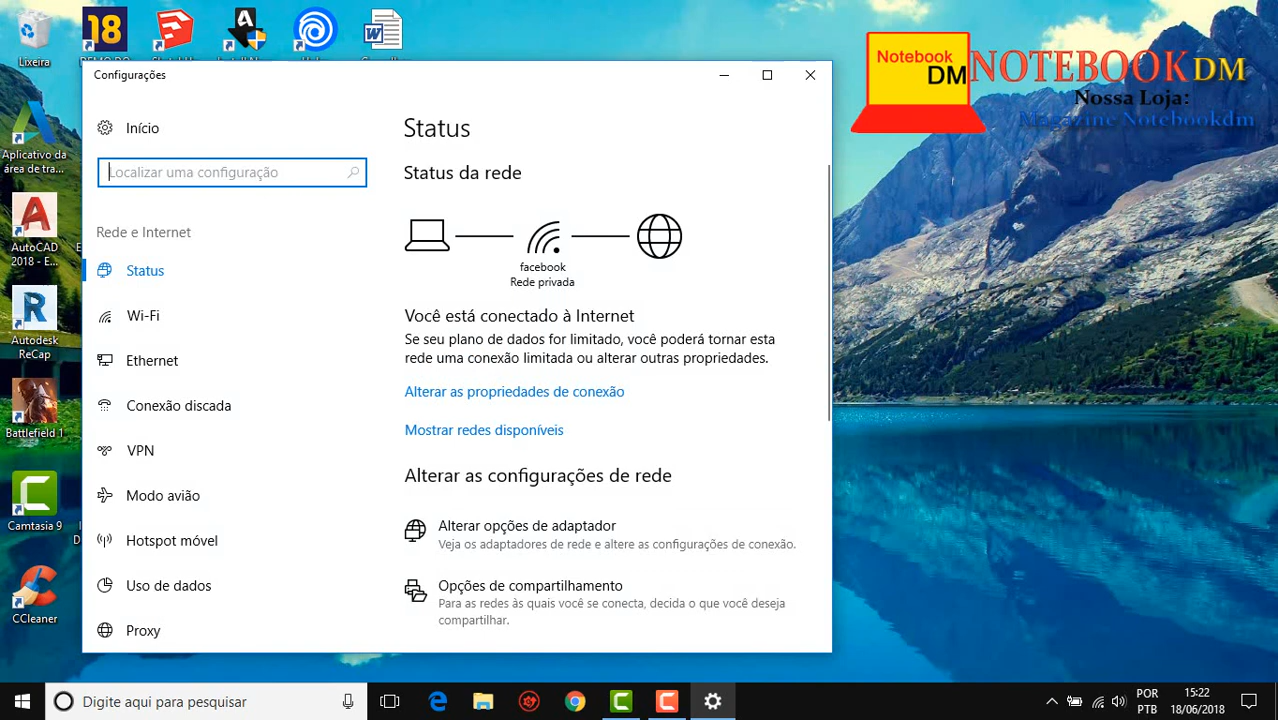 18
Lixeira
Notebook
DM
NOTEBOOK DM
Nossa Loja:
Magazine Notebookdm
Aplicativo da
área de tra...
AutoCAD
2018 - E...
Autodesk
ReCap
Battlefield 1
Camtasia 9
CCleaner
Configurações
Início
Localizar uma configuração
Rede e Internet
Status
Wi-Fi
Ethernet
Conexão discada
VPN
Modo avião
Hotspot móvel
Uso de dados
Proxy
Status
Status da rede
facebook
Rede privada
Você está conectado à Internet
Se seu plano de dados for limitado, você poderá tornar esta
rede uma conexão limitada ou alterar outras propriedades.
Alterar as propriedades de conexão
Mostrar redes disponíveis
Alterar as configurações de rede
Alterar opções de adaptador
Veja os adaptadores de rede e altere as configurações de conexão.
Opções de compartilhamento
Para as redes às quais você se conecta, decida o que você deseja
compartilhar.
Digite aqui para pesquisar
POR
PTB
15:22
18/06/2018